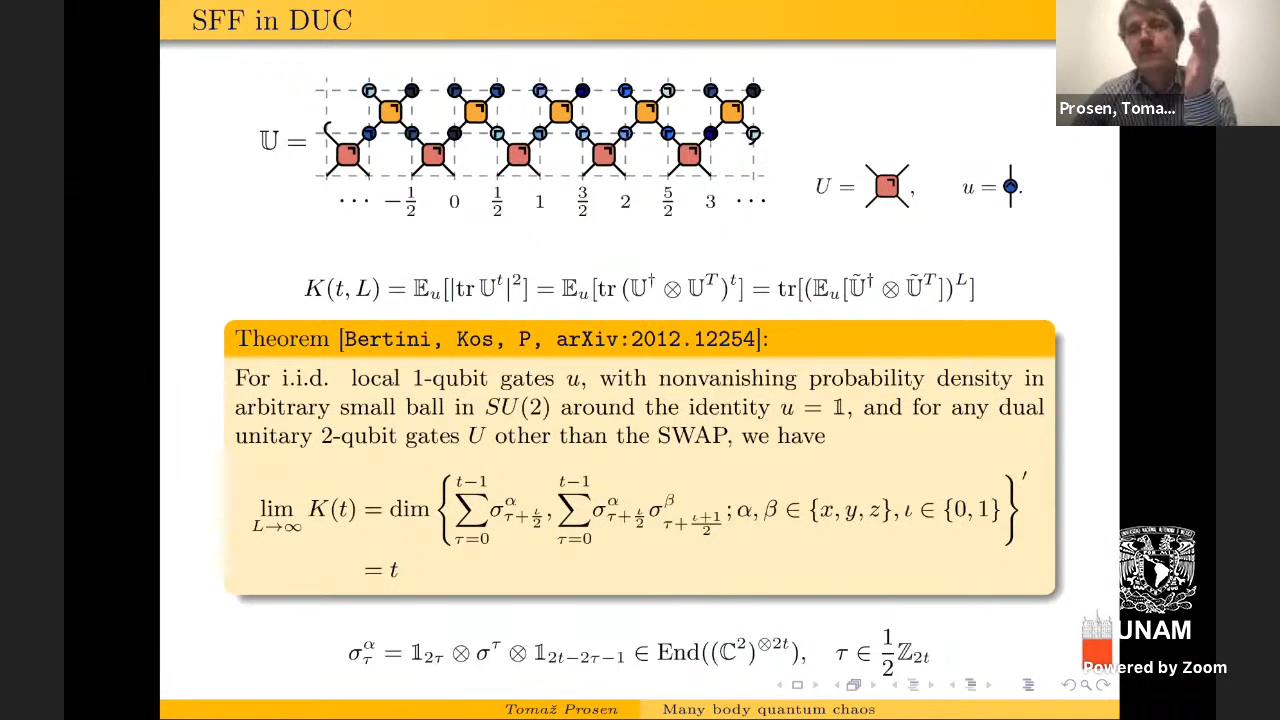 SFF in DUC
Prosen, Toma...
𝕌 =
··· −1/2 0 1/2 1 3/2 2 5/2 3 ···
U = , u = .
K(t, L) = 𝔼_u[|tr 𝕌^t|^2] = 𝔼_u[tr (𝕌^† ⊗ 𝕌^T)^t] = tr[(𝔼_u[𝕌̃^† ⊗ 𝕌̃^T])^L]
Theorem [Bertini, Kos, P, arXiv:2012.12254]:
For i.i.d. local 1-qubit gates u, with nonvanishing probability density in
arbitrary small ball in SU(2) around the identity u = 𝟙, and for any dual
unitary 2-qubit gates U other than the SWAP, we have
lim_{L→∞} K(t) = dim { ∑_{τ=0}^{t−1} σ^α_{τ+ι/2}, ∑_{τ=0}^{t−1} σ^α_{τ+ι/2} σ^β_{τ+(ι+1)/2}; α, β ∈ {x, y, z}, ι ∈ {0, 1} }′
= t
σ^α_τ = 𝟙_{2τ} ⊗ σ^τ ⊗ 𝟙_{2t−2τ−1} ∈ End((ℂ^2)^{⊗2t}), τ ∈ 1/2 ℤ_{2t}
UNAM
Powered by Zoom
Tomaž Prosen Many body quantum chaos